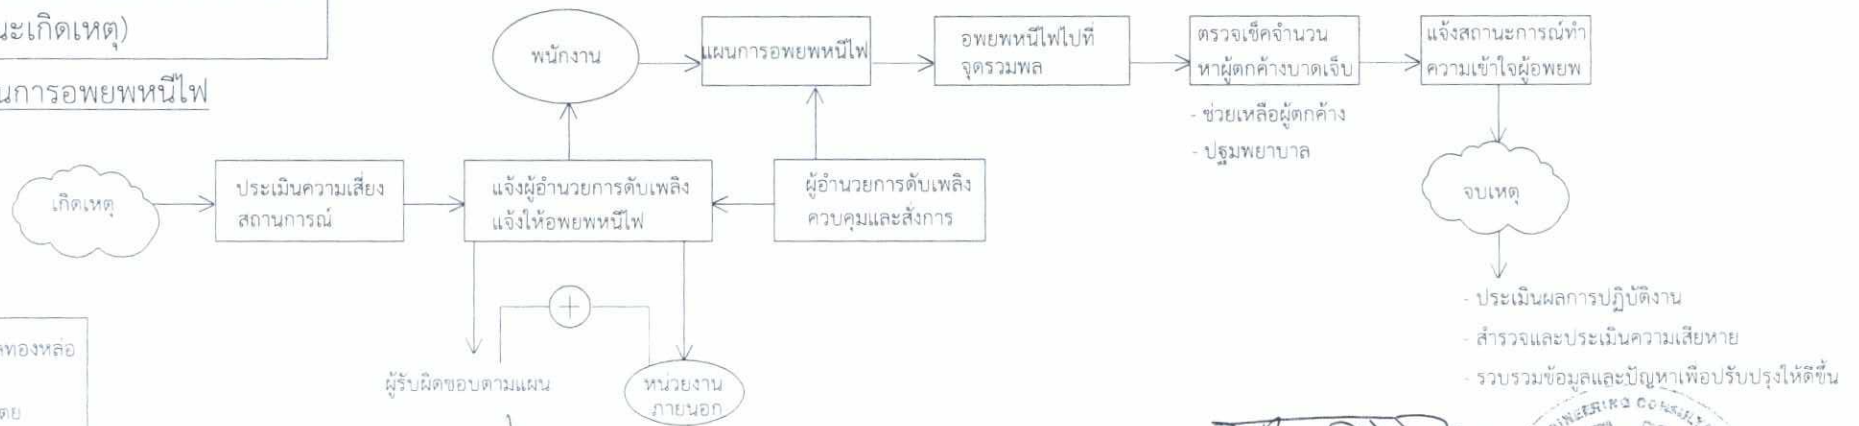 นะเกิดเหตุ)
นการอพยพหนีไฟ
พนักงาน
แผนการอพยพหนีไฟ
อพยพหนีไฟไปที่
จุดรวมพล
ตรวจเช็คจำนวน
หาผู้ตกค้างบาดเจ็บ
- ช่วยเหลือผู้ตกค้าง
- ปฐมพยาบาล
แจ้งสถานะการณ์ทำ
ความเข้าใจผู้อพยพ
เกิดเหตุ
ประเมินความเสี่ยง
สถานการณ์
แจ้งผู้อำนวยการดับเพลิง
แจ้งให้อพยพหนีไฟ
ผู้อำนวยการดับเพลิง
ควบคุมและสั่งการ
จบเหตุ
- ประเมินผลการปฏิบัติงาน
- สำรวจและประเมินความเสียหาย
- รวบรวมข้อมูลและปัญหาเพื่อปรับปรุงให้ดีขึ้น
ผู้รับผิดชอบตามแผน
หน่วยงาน
ภายนอก
ทองหล่อ